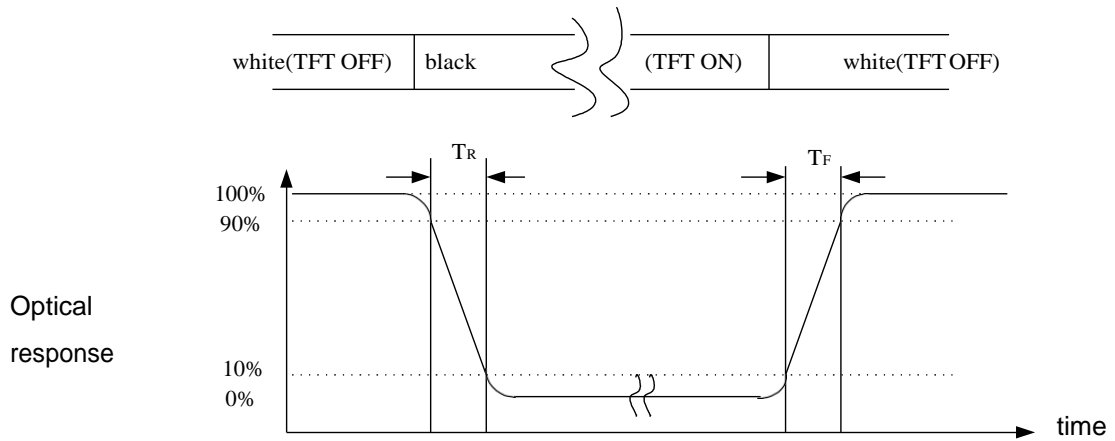 white(TFT OFF) black (TFT ON) white(TFT OFF)
TR TF
100%
90%
Optical
response
10%
0%
time